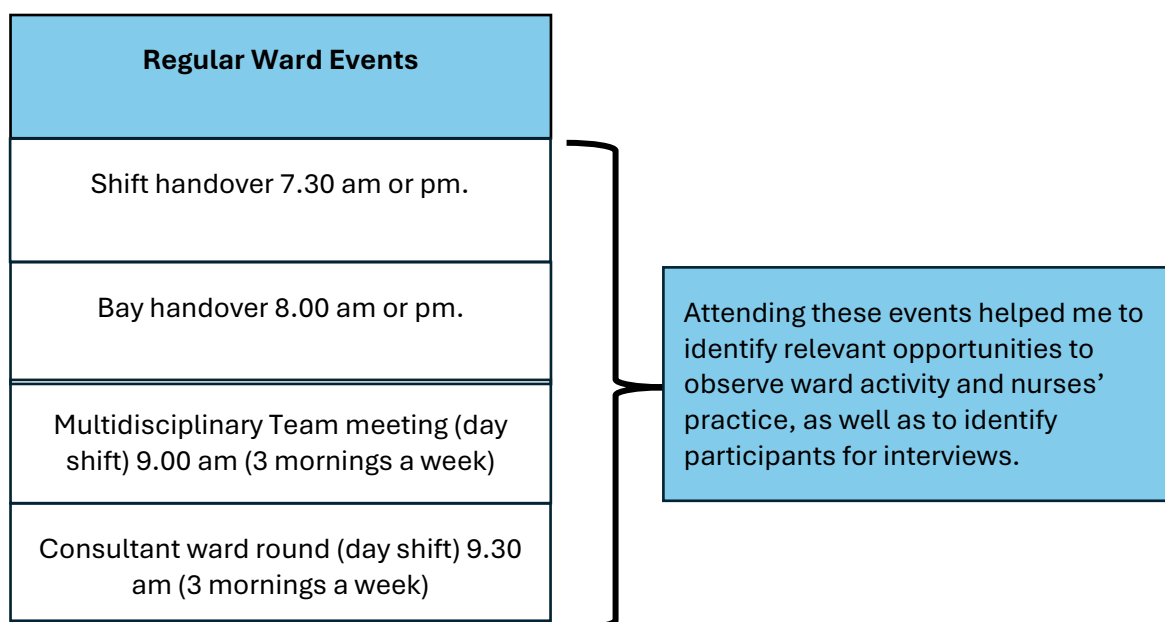 Regular Ward Events
Shift handover 7.30 am or pm.
Bay handover 8.00 am or pm.
Multidisciplinary Team meeting (day
shift) 9.00 am (3 mornings a week)
Consultant ward round (day shift) 9.30
am (3 mornings a week)
Attending these events helped me to
identify relevant opportunities to
observe ward activity and nurses’
practice, as well as to identify
participants for interviews.